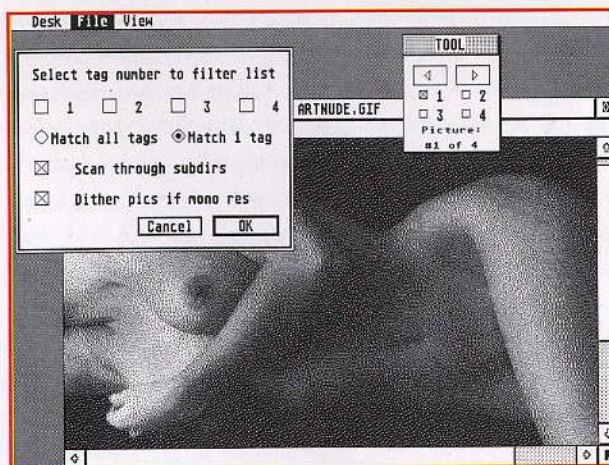 Desk File View
Select tag number to filter list
1 2 3 4
Match all tags Match 1 tag
Scan through subdirs
Dither pics if mono res
Cancel OK
ARTNUDE.GIF
TOOL
1 2
3 4
Picture:
#1 of 4